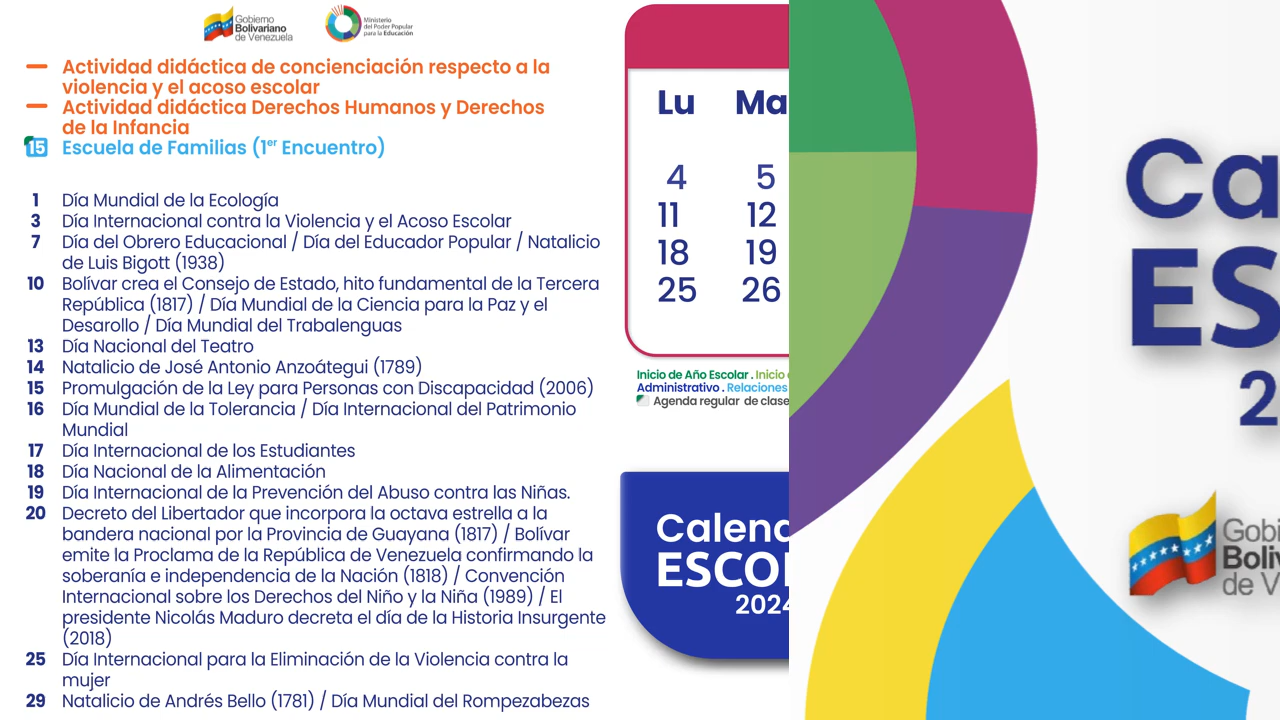 Gobierno
Bolivariano
de Venezuela
Ministerio
del Poder Popular
para la Educación
Actividad didáctica de concienciación respecto a la
violencia y el acoso escolar
Actividad didáctica Derechos Humanos y Derechos
de la Infancia
15 Escuela de Familias (1er Encuentro)
1 Día Mundial de la Ecología
3 Día Internacional contra la Violencia y el Acoso Escolar
7 Día del Obrero Educacional / Día del Educador Popular / Natalicio
de Luis Bigott (1938)
10 Bolívar crea el Consejo de Estado, hito fundamental de la Tercera
República (1817) / Día Mundial de la Ciencia para la Paz y el
Desarollo / Día Mundial del Trabalenguas
13 Día Nacional del Teatro
14 Natalicio de José Antonio Anzoátegui (1789)
15 Promulgación de la Ley para Personas con Discapacidad (2006)
16 Día Mundial de la Tolerancia / Día Internacional del Patrimonio
Mundial
17 Día Internacional de los Estudiantes
18 Día Nacional de la Alimentación
19 Día Internacional de la Prevención del Abuso contra las Niñas.
20 Decreto del Libertador que incorpora la octava estrella a la
bandera nacional por la Provincia de Guayana (1817) / Bolívar
emite la Proclama de la República de Venezuela confirmando la
soberanía e independencia de la Nación (1818) / Convención
Internacional sobre los Derechos del Niño y la Niña (1989) / El
presidente Nicolás Maduro decreta el día de la Historia Insurgente
(2018)
25 Día Internacional para la Eliminación de la Violencia contra la
mujer
29 Natalicio de Andrés Bello (1781) / Día Mundial del Rompezabezas
Lu Ma
4 5
11 12
18 19
25 26
Inicio de Año Escolar . Inicio
Administrativo . Relaciones
Agenda regular de clase
Calend
ESCO
2024
Ca
ES
2
Gobi
Boli
de V